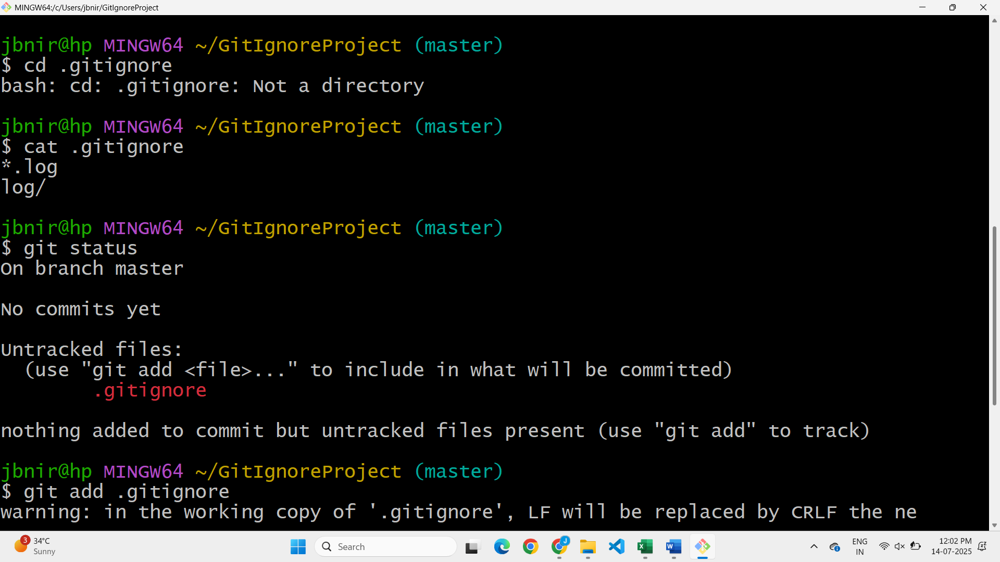 MINGW64:/c/Users/jbnir/GitIgnoreProject
jbnir@hp MINGW64 ~/GitIgnoreProject (master)
$ cd .gitignore
bash: cd: .gitignore: Not a directory
jbnir@hp MINGW64 ~/GitIgnoreProject (master)
$ cat .gitignore
*.log
log/
jbnir@hp MINGW64 ~/GitIgnoreProject (master)
$ git status
On branch master
No commits yet
Untracked files:
  (use "git add <file>..." to include in what will be committed)
        .gitignore
nothing added to commit but untracked files present (use "git add" to track)
jbnir@hp MINGW64 ~/GitIgnoreProject (master)
$ git add .gitignore
warning: in the working copy of '.gitignore', LF will be replaced by CRLF the ne
3
34°C
Sunny
Search
J
X
W
ENG
IN
12:02 PM
14-07-2025